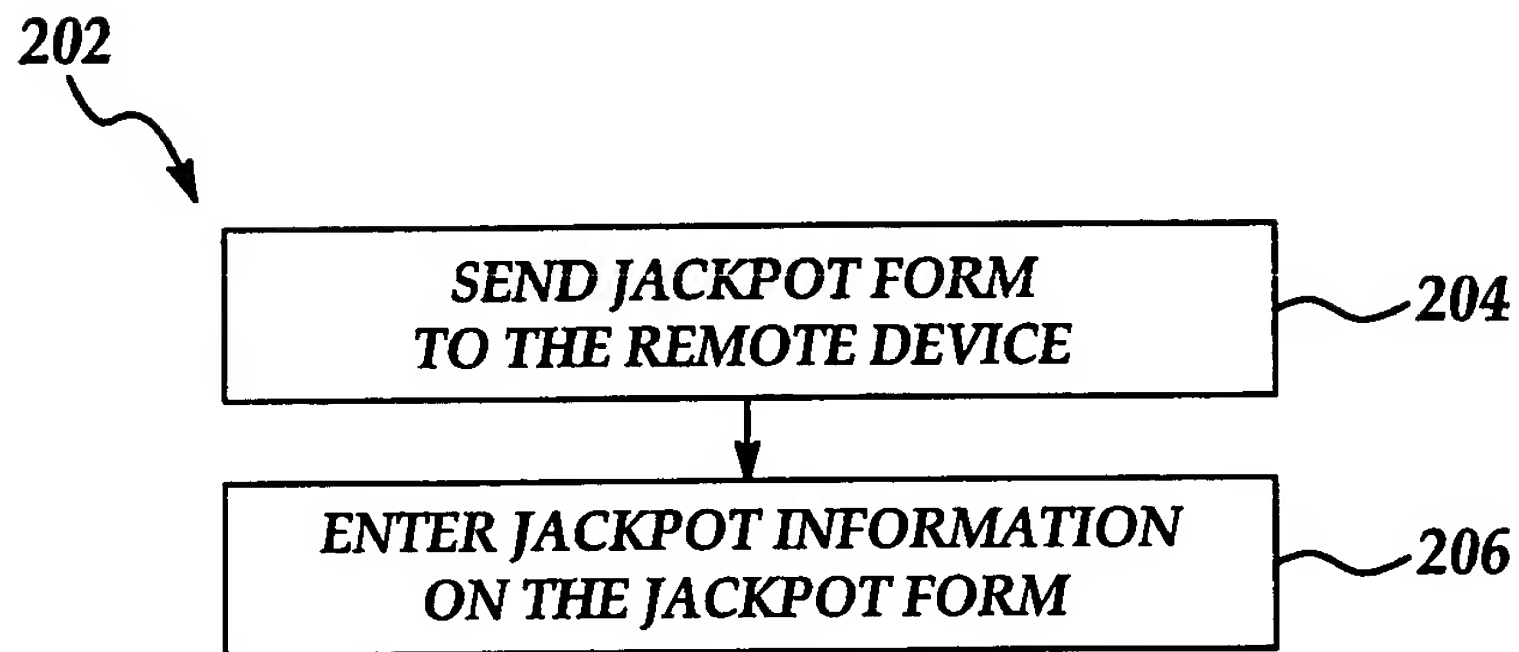 202
SEND JACKPOT FORM
TO THE REMOTE DEVICE
204
ENTER JACKPOT INFORMATION
ON THE JACKPOT FORM
206